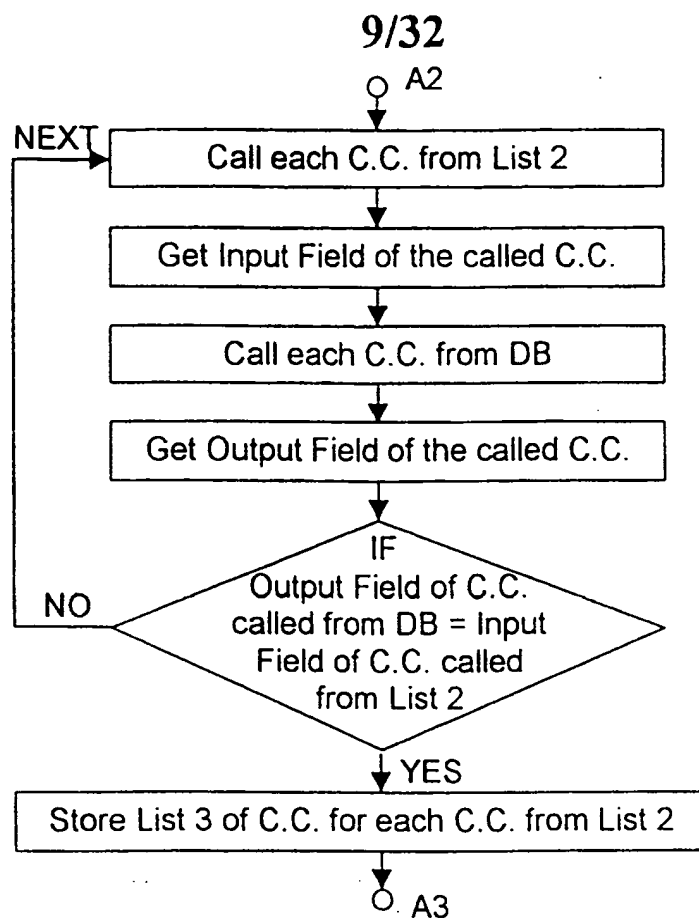 9/32
A2
NEXT
Call each C.C. from List 2
Get Input Field of the called C.C.
Call each C.C. from DB
Get Output Field of the called C.C.
IF
Output Field of C.C.
called from DB = Input
Field of C.C. called
from List 2
NO
YES
Store List 3 of C.C. for each C.C. from List 2
A3